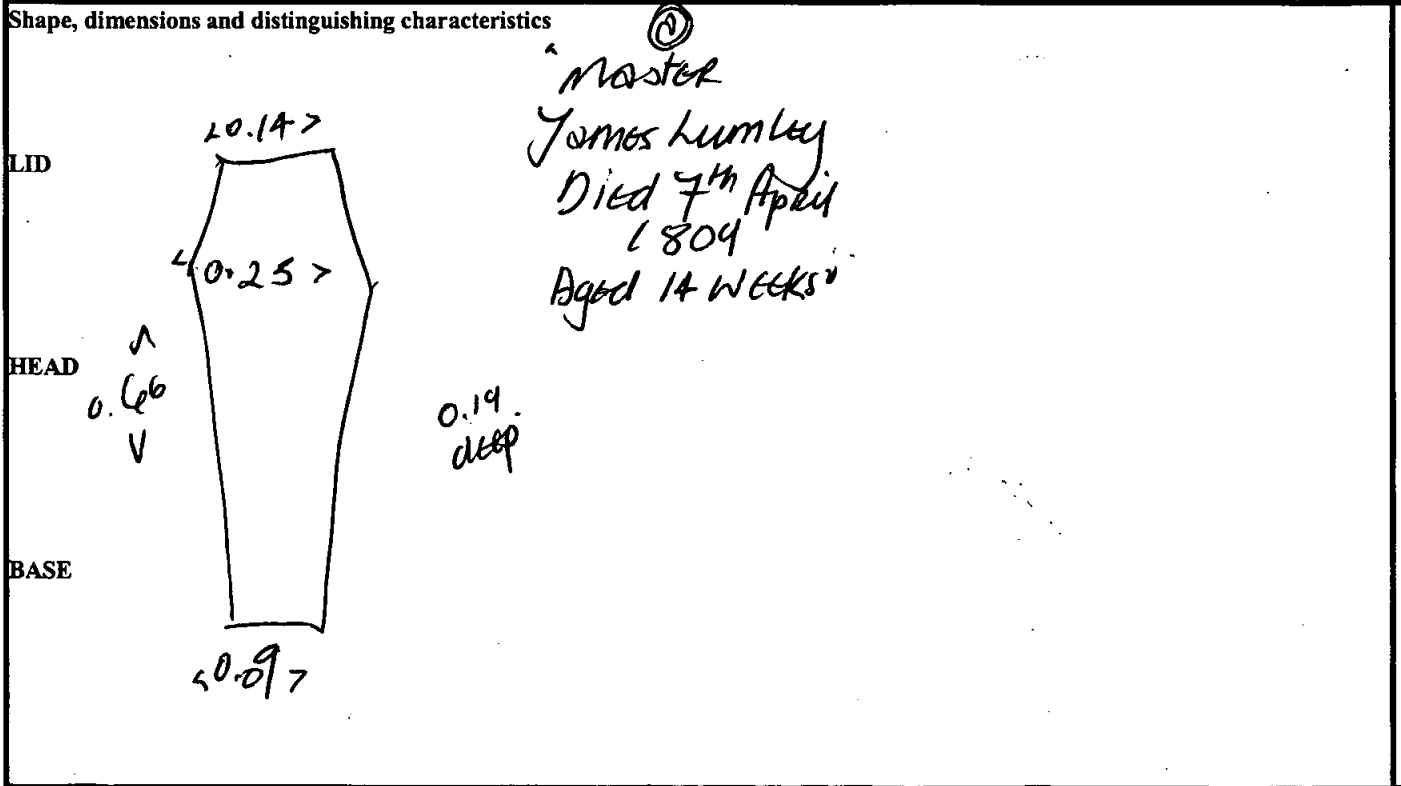 Shape, dimensions and distinguishing characteristics
"Master
James Lumley
Died 7th April
1809
Aged 14 weeks"
<0.14>
LID
<0.25>
HEAD
0.66
0.19
deep
BASE
<0.09>